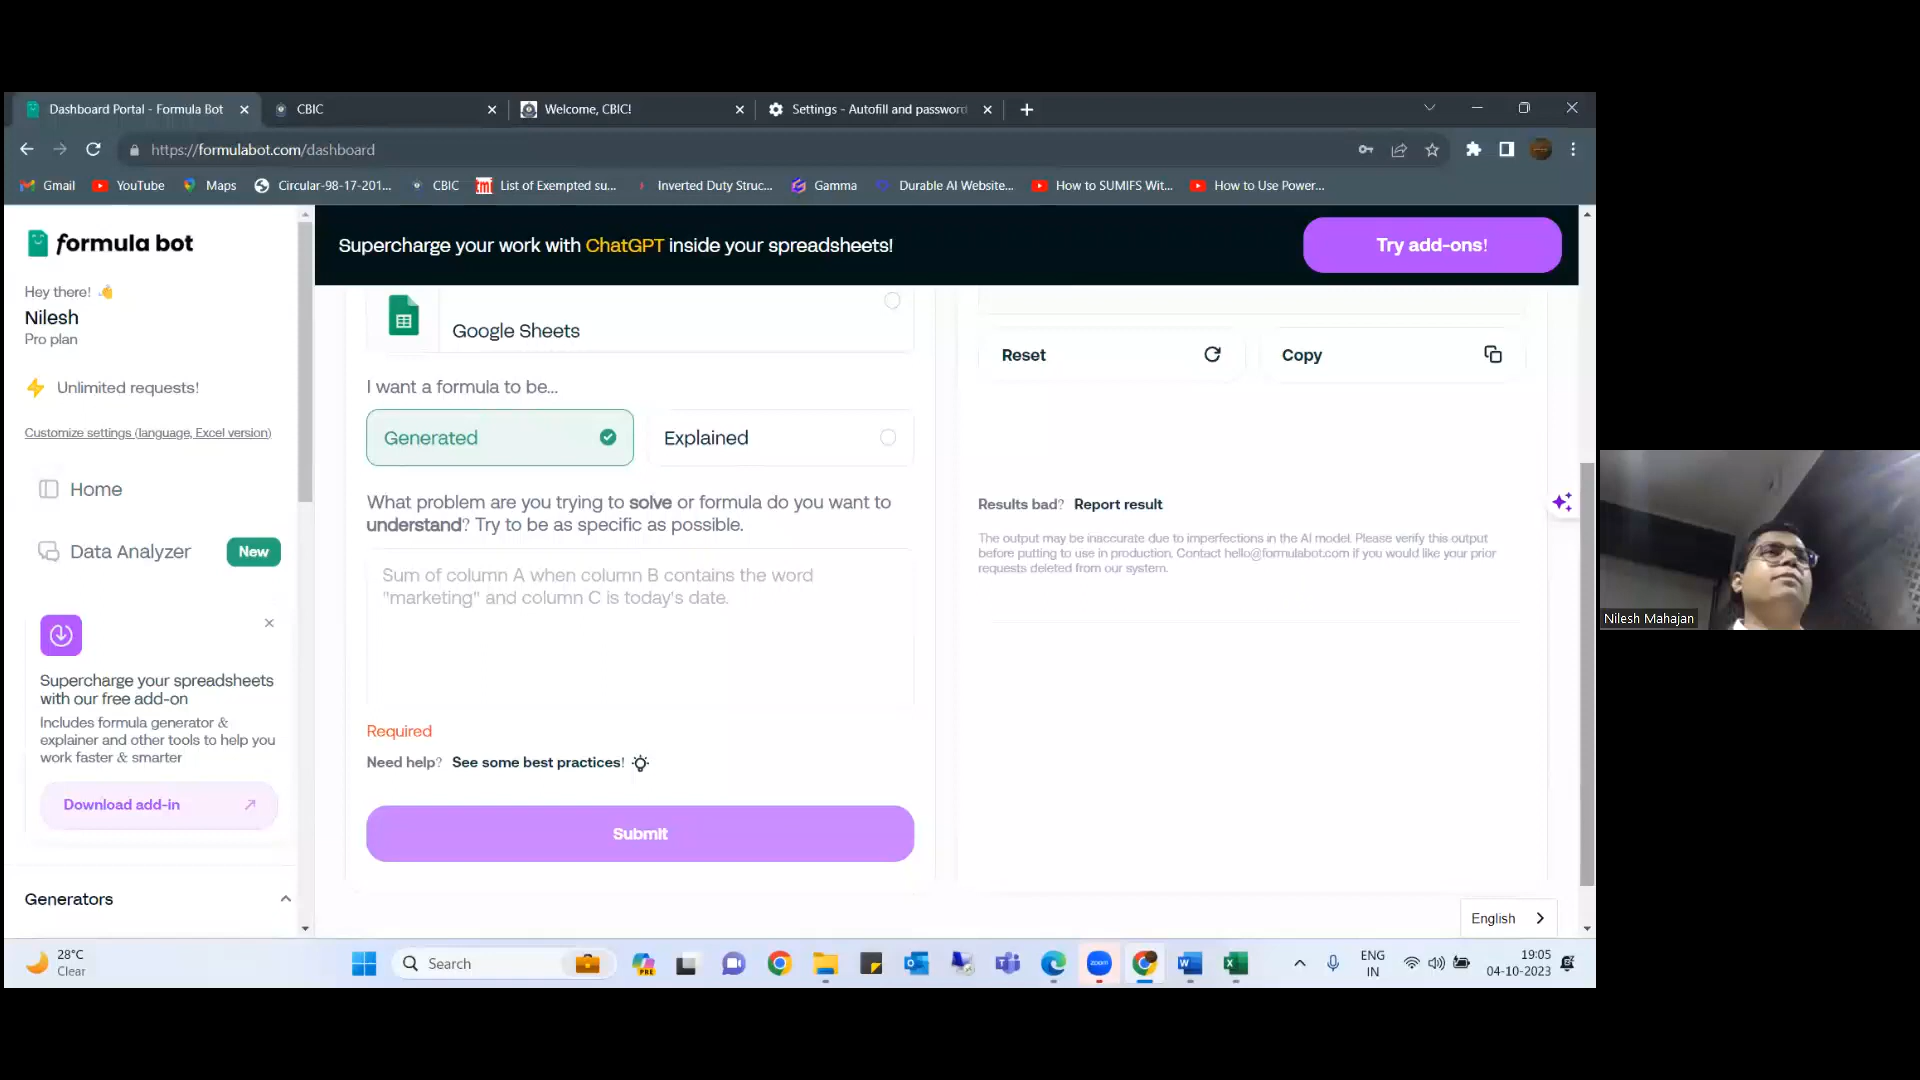 Dashboard Portal - Formula Bot
CBIC
Welcome, CBIC!
Settings - Autofill and password
https://formulabot.com/dashboard
Gmail
YouTube
Maps
Circular-98-17-201...
CBIC
List of Exempted su...
Inverted Duty Struc...
Gamma
Durable AI Website...
How to SUMIFS Wit...
How to Use Power...
formula bot
Hey there!
Nilesh
Pro plan
Unlimited requests!
Customize settings (language, Excel version)
Home
Data Analyzer
New
Supercharge your spreadsheets
with our free add-on
Includes formula generator &
explainer and other tools to help you
work faster & smarter
Download add-in
Generators
Supercharge your work with ChatGPT inside your spreadsheets!
Try add-ons!
Google Sheets
I want a formula to be...
Generated
Explained
What problem are you trying to solve or formula do you want to
understand? Try to be as specific as possible.
Sum of column A when column B contains the word
"marketing" and column C is today's date.
Required
Need help? See some best practices!
Submit
Reset
Copy
Results bad? Report result
The output may be inaccurate due to imperfections in the AI model. Please verify this output
before putting to use in production. Contact hello@formulabot.com if you would like your prior
requests deleted from our system.
English
Nilesh Mahajan
28°C
Clear
Search
PRE
zoom
ENG
IN
19:05
04-10-2023